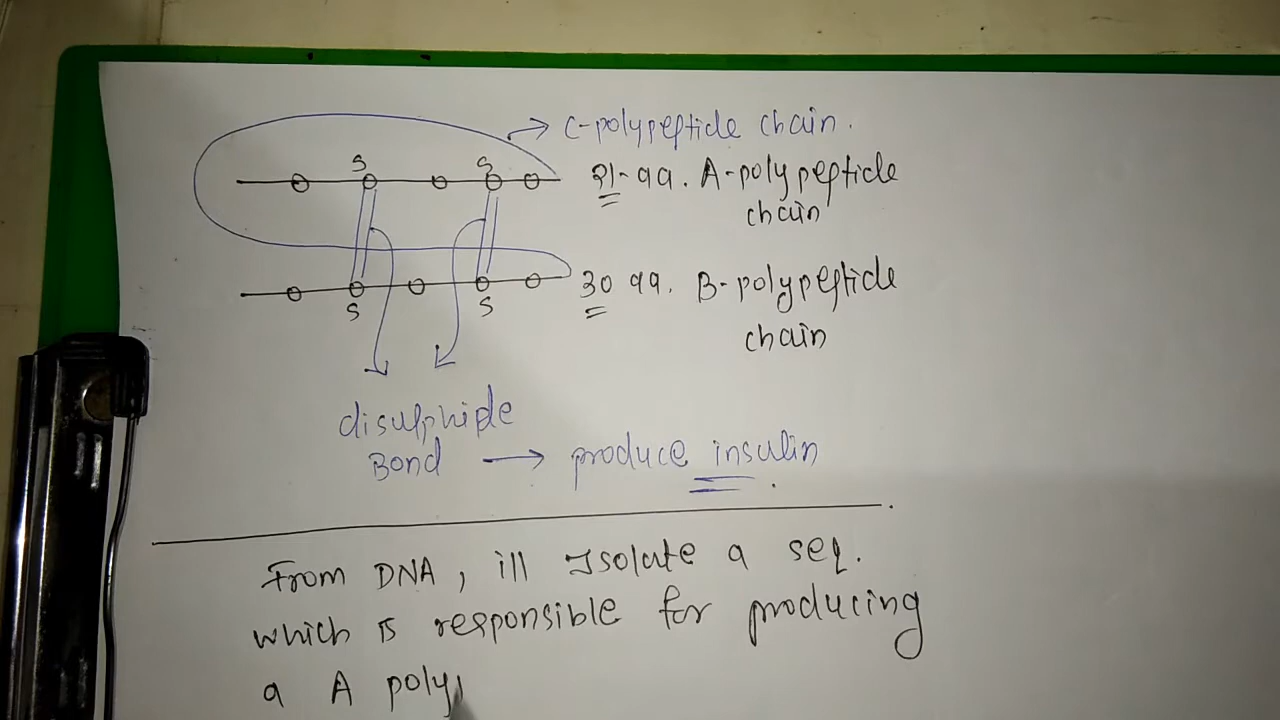 C-polypeptide chain.
S S
21-aa. A-polypeptide
chain
30 aa. B-polypeptide
S S
chain
disulphide
Bond → produce insulin.
From DNA, ill Isolate a seq.
which is responsible for producing
a A poly